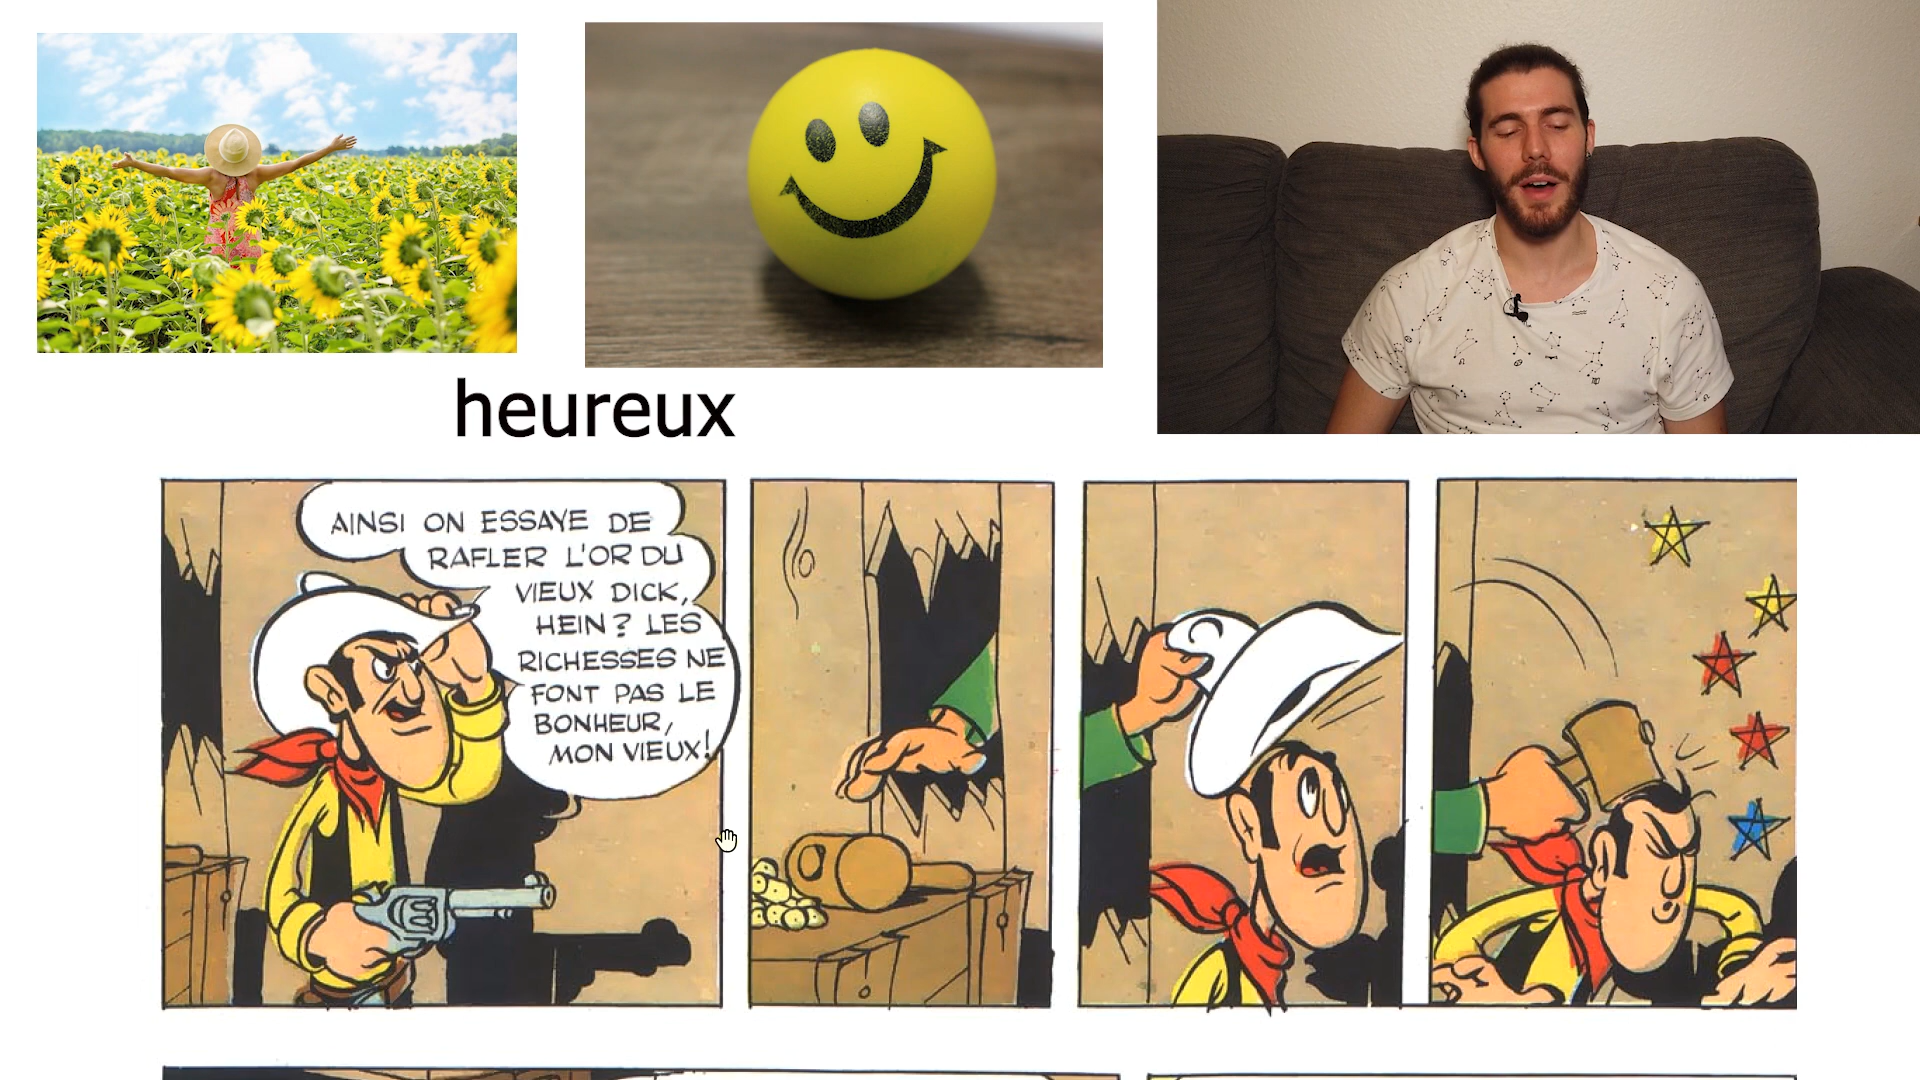 heureux
AINSI ON ESSAYE DE
RAFLER L'OR DU
VIEUX DICK,
HEIN? LES
RICHESSES NE
FONT PAS LE
BONHEUR,
MON VIEUX!